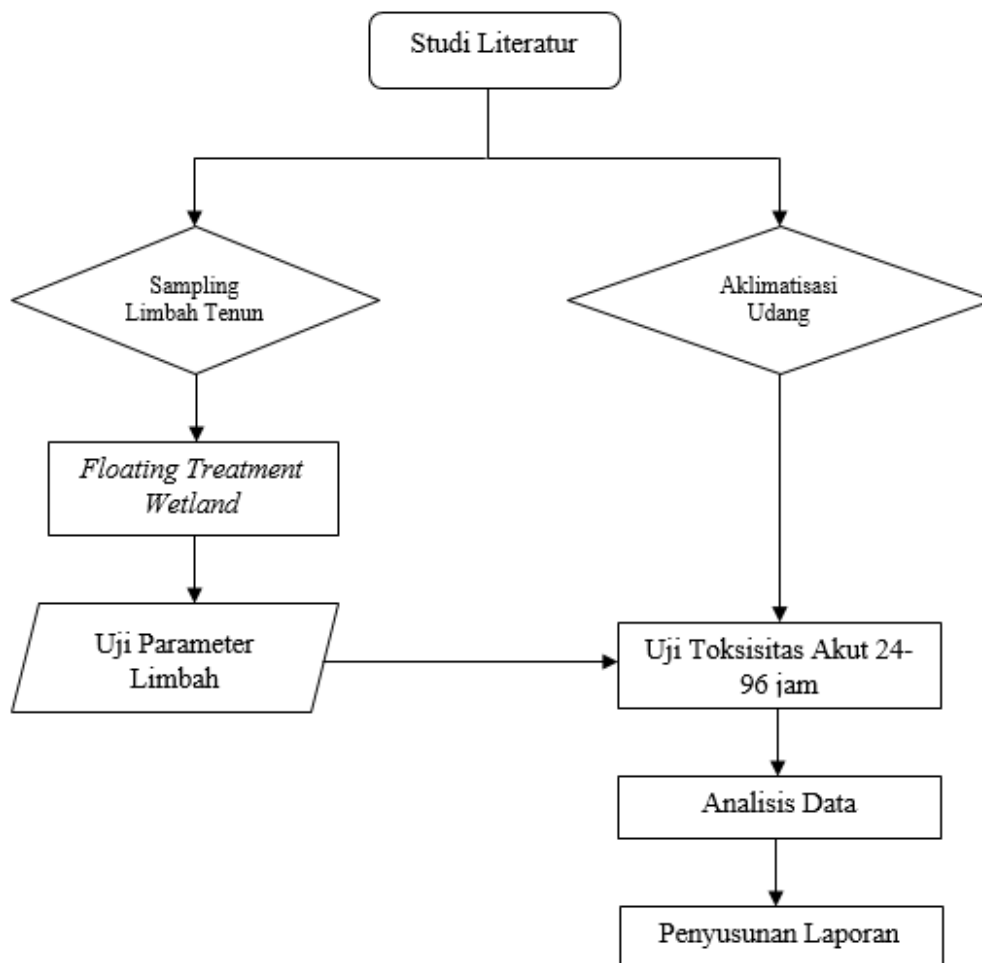 Studi Literatur
Sampling
Limbah Tenun
Aklimatisasi
Udang
Floating Treatment
Wetland
Uji Parameter
Limbah
Uji Toksisitas Akut 24-
96 jam
Analisis Data
Penyusunan Laporan